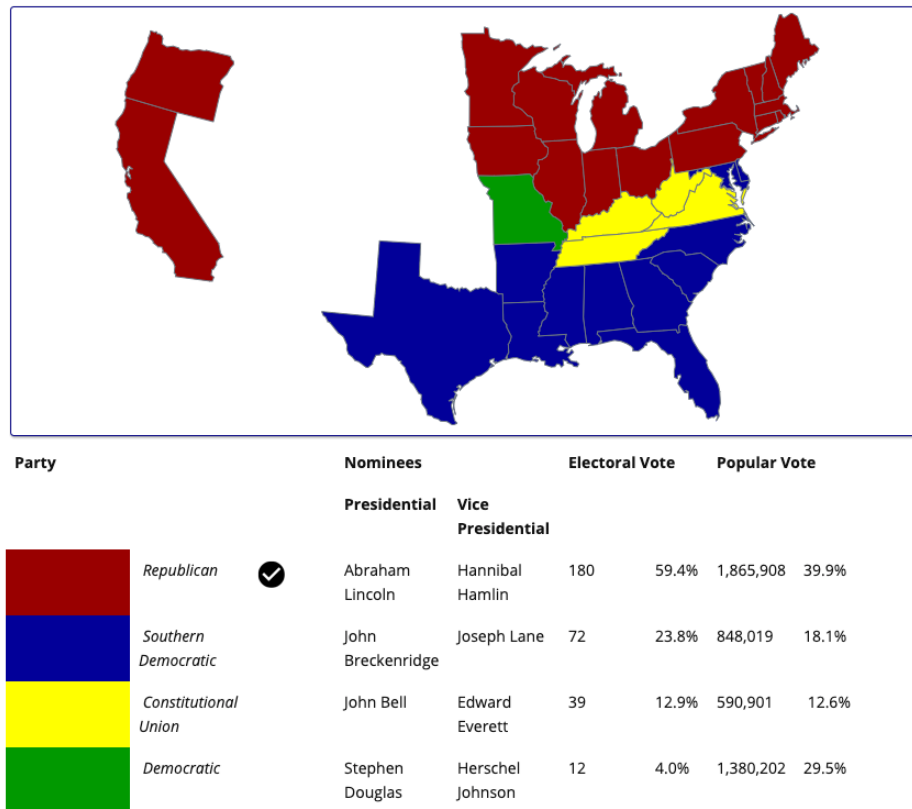 Party Nominees Electoral Vote Popular Vote
Presidential Vice
Presidential
Republican Abraham Hannibal 180 59.4% 1,865,908 39.9%
Lincoln Hamlin
Southern John Joseph Lane 72 23.8% 848,019 18.1%
Democratic Breckenridge
Constitutional John Bell Edward 39 12.9% 590,901 12.6%
Union Everett
Democratic Stephen Herschel 12 4.0% 1,380,202 29.5%
Douglas Johnson